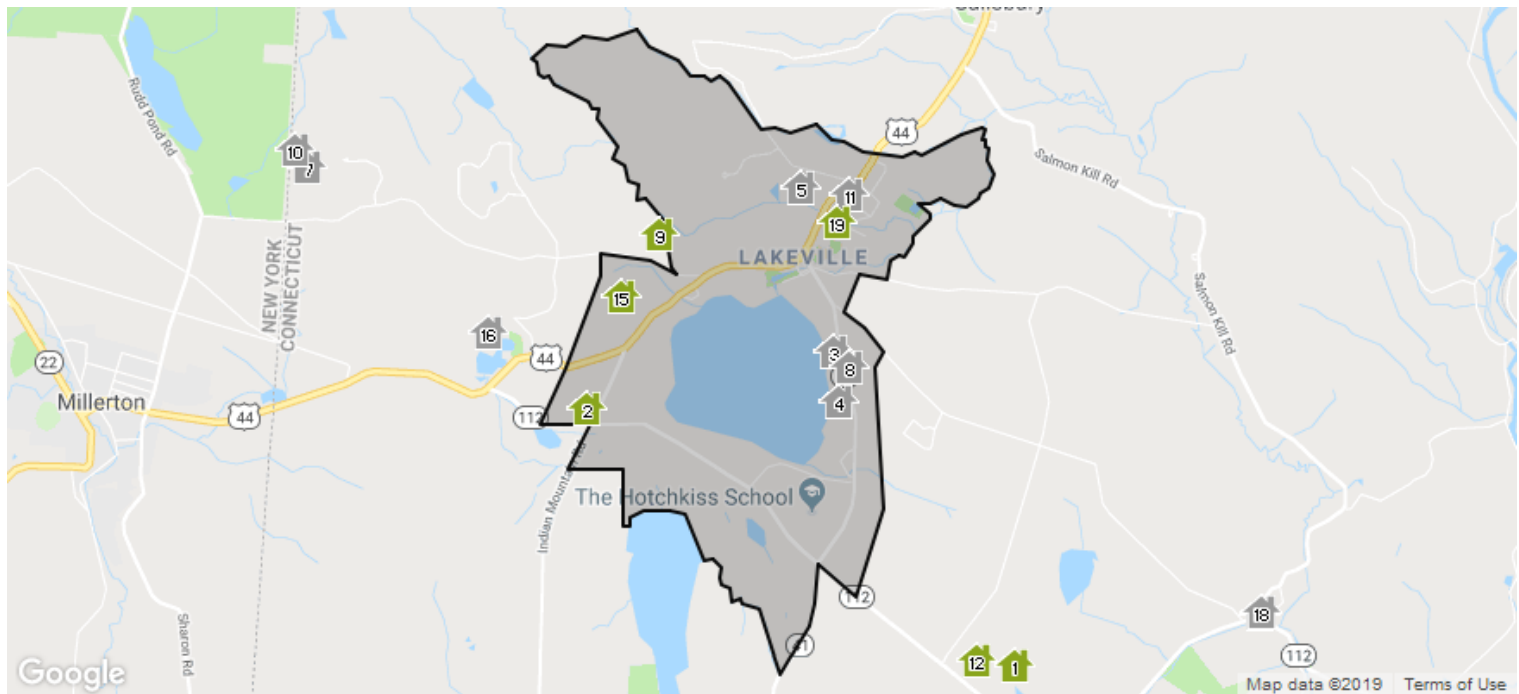 Salisbury
Rudd Pond Rd
44
Salmon Kill Rd
10
7
5
11
19
9
NEW YORK
CONNECTICUT
LAKEVILLE
15
Salmon Kill Rd
16
44
3
8
22
Millerton
44
4
2
112
Indian Mountain Rd
The Hotchkiss School
112
18
Sharon Rd
41
12
1
112
Google
Map data ©2019 Terms of Use